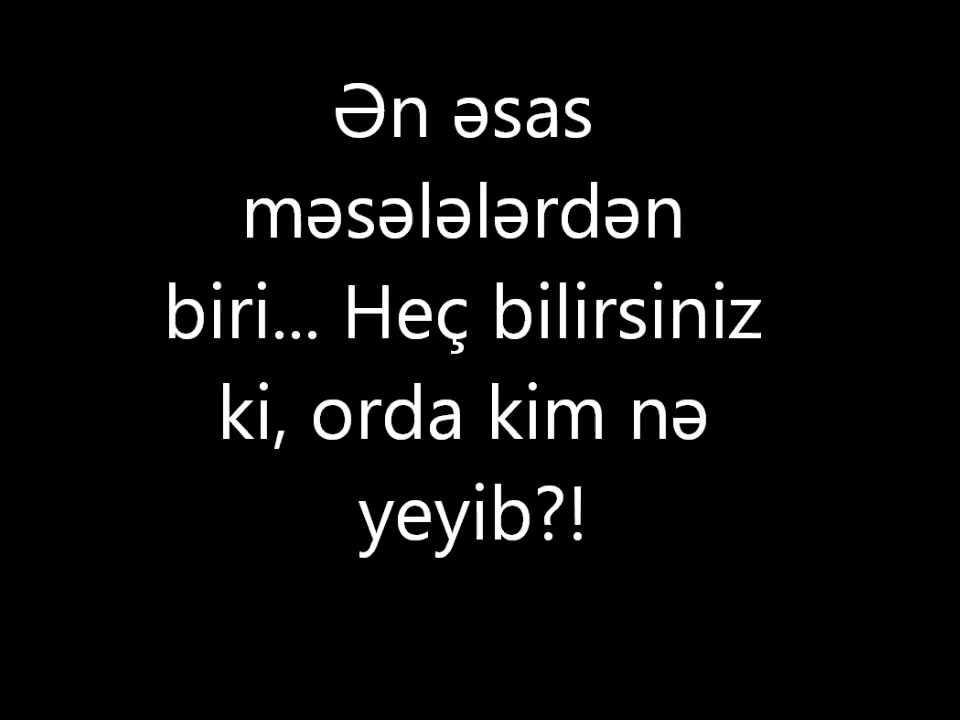 Ən əsas
məsələlərdən
biri... Heç bilirsiniz
ki, orda kim nə
yeyib?!